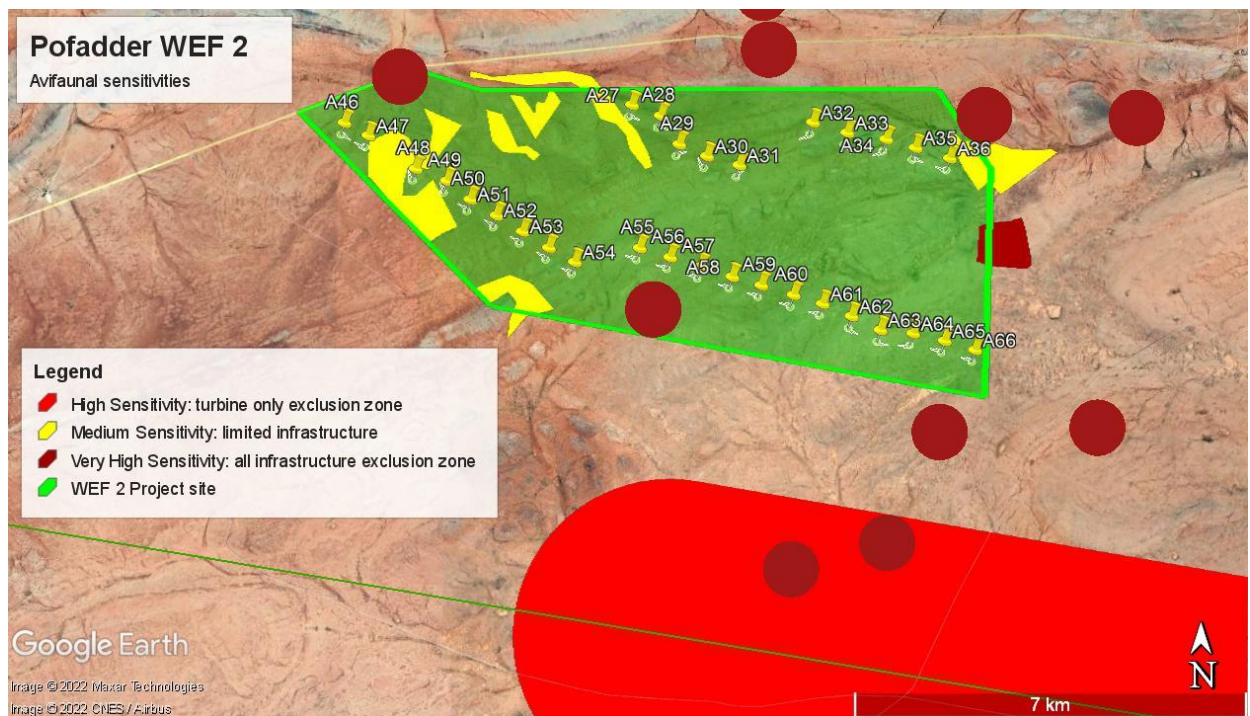 Pofadder WEF 2
Avifaunal sensitivities
A46
A47
A48
A49
A50
A51
A52
A53
A54
A27
A28
A29
A30
A31
A32
A33
A34
A35
A36
A55
A56
A57
A58
A59
A60
A61
A62
A63
A64
A65
A66
Legend
High Sensitivity: turbine only exclusion zone
Medium Sensitivity: limited infrastructure
Very High Sensitivity: all infrastructure exclusion zone
WEF 2 Project site
Google Earth
Image © 2022 Maxar Technologies
Image © 2022 CNES / Airbus
N
7 km